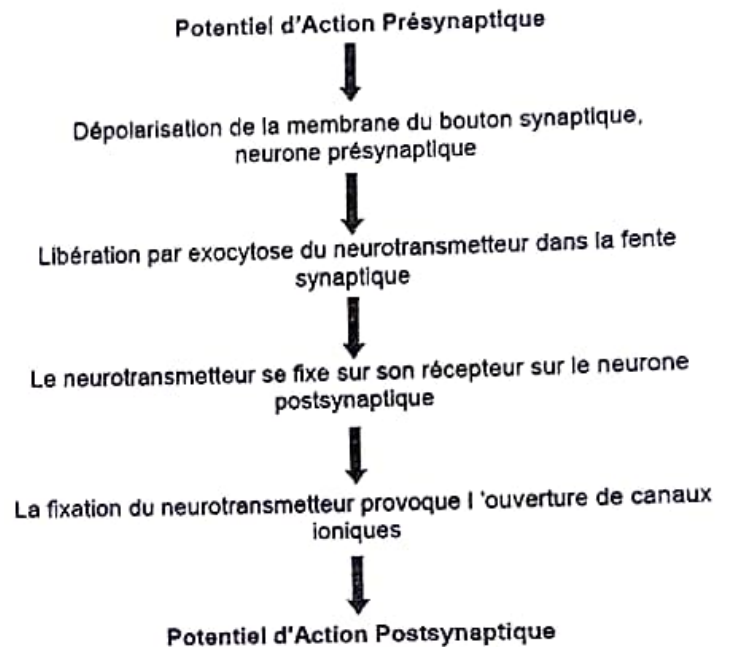 Potentiel d'Action Présynaptique
Dépolarisation de la membrane du bouton synaptique,
neurone présynaptique
Libération par exocytose du neurotransmetteur dans la fente
synaptique
Le neurotransmetteur se fixe sur son récepteur sur le neurone
postsynaptique
La fixation du neurotransmetteur provoque l 'ouverture de canaux
ioniques
Potentiel d'Action Postsynaptique